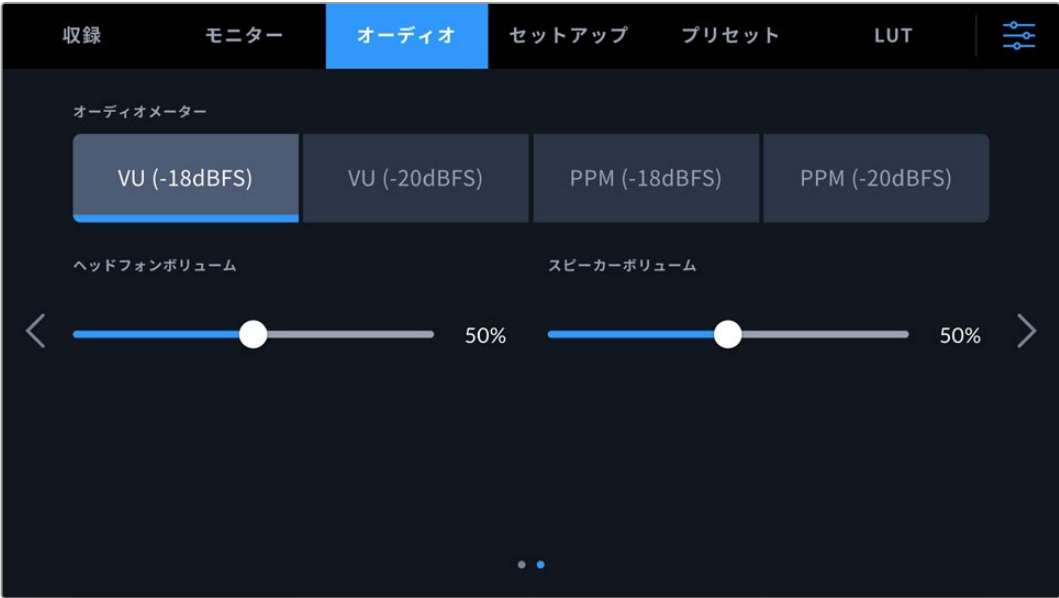 収録 モニター オーディオ セットアップ プリセット LUT
オーディオメーター
VU (-18dBFS) VU (-20dBFS) PPM (-18dBFS) PPM (-20dBFS)
ヘッドフォンボリューム スピーカーボリューム
50% 50%